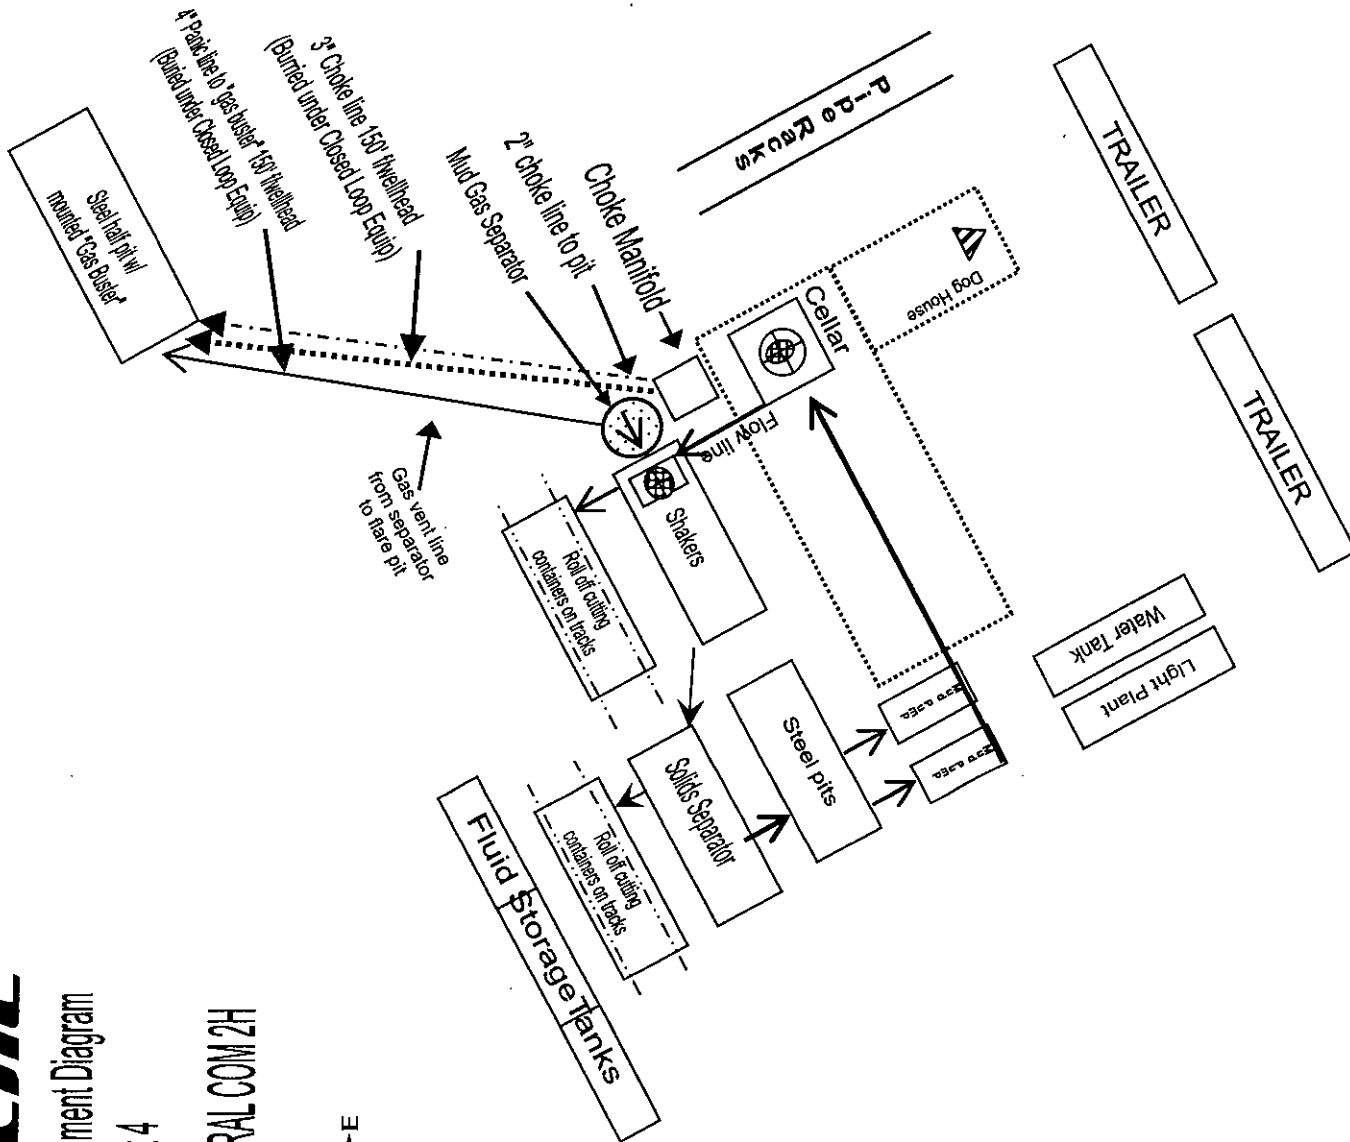 4" Panic line to "gas buster" 150' f/wellhead
(Buried under Closed Loop Equip)
3" Choke line 150' f/wellhead
(Burried under Closed Loop Equip)
Mud Gas Separator
2" choke line to pit
Choke Manifold
Pipe Racks
TRAILER
TRAILER
Steel half pit w/
mounted "Gas Buster"
Dog House
Cellar
Flow line
Gas vent line
from separator
to flare pit
Shakers
Roll off cutting
containers on tracks
Steel pits
Solids Separator
Roll off cutting
containers on tracks
Fluid Storage Tanks
Water Tank
Light Plant
ment Diagram
4
RAL COM 2H
E